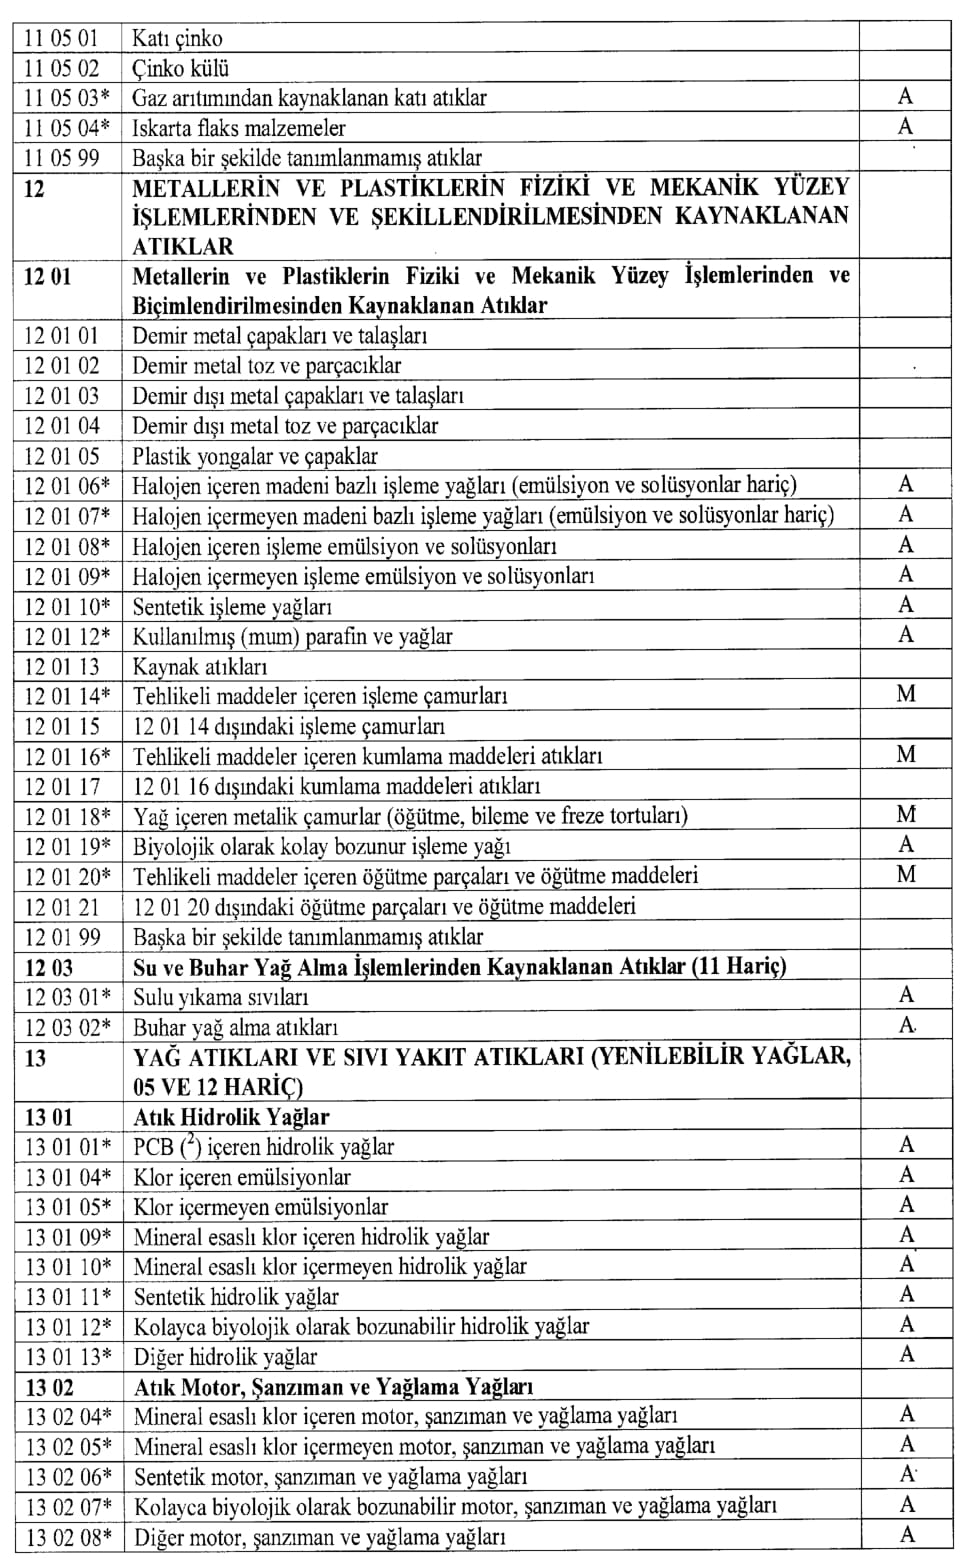 11 05 01 Katı çinko
11 05 02 Çinko külü
11 05 03* Gaz arıtımından kaynaklanan katı atıklar A
11 05 04* Iskarta flaks malzemeler A
11 05 99 Başka bir şekilde tanımlanmamış atıklar
12 METALLERİN VE PLASTİKLERİN FİZİKİ VE MEKANİK YÜZEY
İŞLEMLERİNDEN VE ŞEKİLLENDİRİLMESİNDEN KAYNAKLANAN
ATIKLAR
12 01 Metallerin ve Plastiklerin Fiziki ve Mekanik Yüzey İşlemlerinden ve
Biçimlendirilmesinden Kaynaklanan Atıklar
12 01 01 Demir metal çapakları ve talaşları
12 01 02 Demir metal toz ve parçacıklar
12 01 03 Demir dışı metal çapakları ve talaşları
12 01 04 Demir dışı metal toz ve parçacıklar
12 01 05 Plastik yongalar ve çapaklar
12 01 06* Halojen içeren madeni bazlı işleme yağları (emülsiyon ve solüsyonlar hariç) A
12 01 07* Halojen içermeyen madeni bazlı işleme yağları (emülsiyon ve solüsyonlar hariç) A
12 01 08* Halojen içeren işleme emülsiyon ve solüsyonları A
12 01 09* Halojen içermeyen işleme emülsiyon ve solüsyonları A
12 01 10* Sentetik işleme yağları A
12 01 12* Kullanılmış (mum) parafin ve yağlar A
12 01 13 Kaynak atıkları
12 01 14* Tehlikeli maddeler içeren işleme çamurları M
12 01 15 12 01 14 dışındaki işleme çamurları
12 01 16* Tehlikeli maddeler içeren kumlama maddeleri atıkları M
12 01 17 12 01 16 dışındaki kumlama maddeleri atıkları
12 01 18* Yağ içeren metalik çamurlar (öğütme, bileme ve freze tortuları) M
12 01 19* Biyolojik olarak kolay bozunur işleme yağı A
12 01 20* Tehlikeli maddeler içeren öğütme parçaları ve öğütme maddeleri M
12 01 21 12 01 20 dışındaki öğütme parçaları ve öğütme maddeleri
12 01 99 Başka bir şekilde tanımlanmamış atıklar
12 03 Su ve Buhar Yağ Alma İşlemlerinden Kaynaklanan Atıklar (11 Hariç)
12 03 01* Sulu yıkama sıvıları A
12 03 02* Buhar yağ alma atıkları A
13 YAĞ ATIKLARI VE SIVI YAKIT ATIKLARI (YENİLEBİLİR YAĞLAR,
05 VE 12 HARİÇ)
13 01 Atık Hidrolik Yağlar
13 01 01* PCB (²) içeren hidrolik yağlar A
13 01 04* Klor içeren emülsiyonlar A
13 01 05* Klor içermeyen emülsiyonlar A
13 01 09* Mineral esaslı klor içeren hidrolik yağlar A
13 01 10* Mineral esaslı klor içermeyen hidrolik yağlar A
13 01 11* Sentetik hidrolik yağlar A
13 01 12* Kolayca biyolojik olarak bozunabilir hidrolik yağlar A
13 01 13* Diğer hidrolik yağlar A
13 02 Atık Motor, Şanzıman ve Yağlama Yağları
13 02 04* Mineral esaslı klor içeren motor, şanzıman ve yağlama yağları A
13 02 05* Mineral esaslı klor içermeyen motor, şanzıman ve yağlama yağları A
13 02 06* Sentetik motor, şanzıman ve yağlama yağları A
13 02 07* Kolayca biyolojik olarak bozunabilir motor, şanzıman ve yağlama yağları A
13 02 08* Diğer motor, şanzıman ve yağlama yağları A